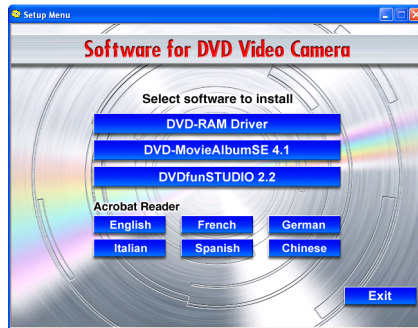 Setup Menu
Software for DVD Video Camera
Select software to install
DVD-RAM Driver
DVD-MovieAlbumSE 4.1
DVDfunSTUDIO 2.2
Acrobat Reader
English French German
Italian Spanish Chinese
Exit